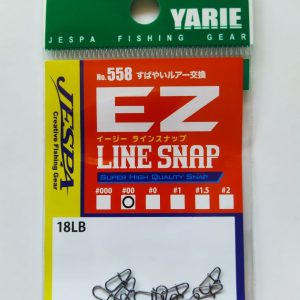 YARIE
JESPA FISHING GEAR
No.558 すばやいルアー交換
EZ
イージー ラインスナップ
LINE SNAP
SUPER HIGH QUALITY SNAP
#000 #00 #0 #1 #1.5 #2
JESPA
Creative Fishing Gear
18LB